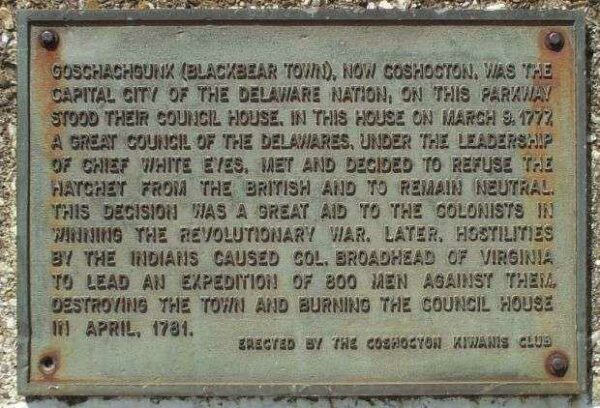 GOSCHACHGUNK (BLACKBEAR TOWN), NOW COSHOCTON, WAS THE
CAPITAL CITY OF THE DELAWARE NATION; ON THIS PARKWAY
STOOD THEIR COUNCIL HOUSE. IN THIS HOUSE ON MARCH 9, 1777
A GREAT COUNCIL OF THE DELAWARES, UNDER THE LEADERSHIP
OF CHIEF WHITE EYES, MET AND DECIDED TO REFUSE THE
HATCHET FROM THE BRITISH AND TO REMAIN NEUTRAL.
THIS DECISION WAS A GREAT AID TO THE COLONISTS IN
WINNING THE REVOLUTIONARY WAR. LATER, HOSTILITIES
BY THE INDIANS CAUSED COL. BROADHEAD OF VIRGINIA
TO LEAD AN EXPEDITION OF 800 MEN AGAINST THEM,
DESTROYING THE TOWN AND BURNING THE COUNCIL HOUSE
IN APRIL, 1781.
ERECTED BY THE COSHOCTON KIWANIS CLUB